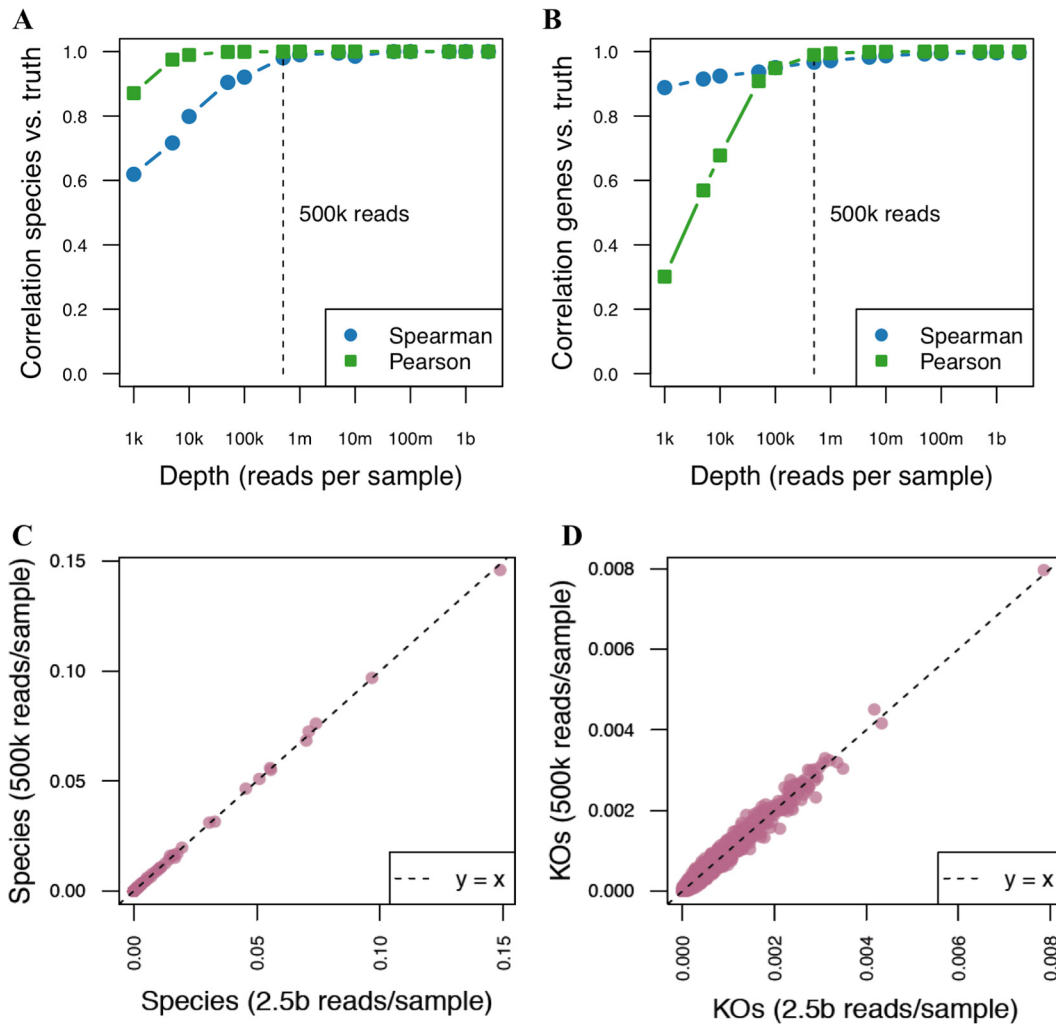 A
Correlation species vs. truth
1.0
0.8
0.6
0.4
0.2
0.0
500k reads
Spearman
Pearson
1k 10k 100k 1m 10m 100m 1b
Depth (reads per sample)
B
Correlation genes vs. truth
1.0
0.8
0.6
0.4
0.2
0.0
500k reads
Spearman
Pearson
1k 10k 100k 1m 10m 100m 1b
Depth (reads per sample)
C
Species (500k reads/sample)
0.15
0.10
0.05
0.00
y = x
0.00 0.05 0.10 0.15
Species (2.5b reads/sample)
D
KOs (500k reads/sample)
0.008
0.006
0.004
0.002
0.000
y = x
0.000 0.002 0.004 0.006 0.008
KOs (2.5b reads/sample)